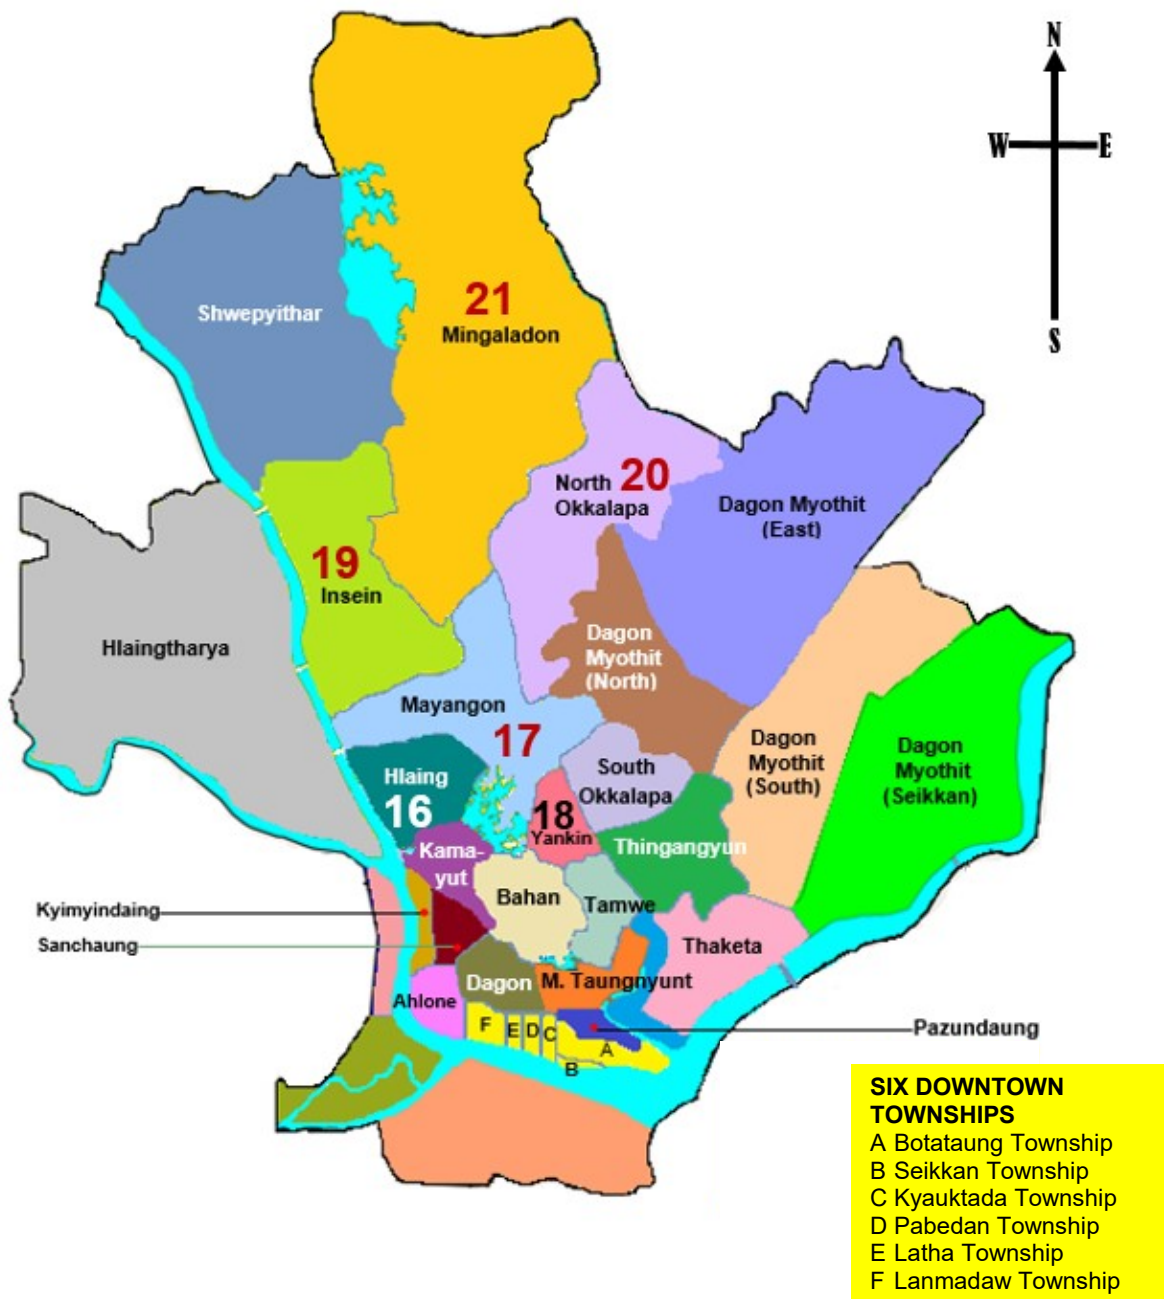 N
W E
S
21
Mingaladon
Shwepyithar
North 20
Okkalapa
Dagon Myothit
(East)
19
Insein
Hlaingtharya
Dagon
Myothit
(North)
Mayangon
17
Dagon
Myothit
(South)
Dagon
Myothit
(Seikkan)
Hlaing
16
South
Okkalapa
18
Yankin
Thingangyun
Kama-
yut
Bahan
Tamwe
Kyimyindaing
Sanchaung
Thaketa
Dagon
M. Taungnyunt
Ahlone
F
E
D
C
A
B
Pazundaung
SIX DOWNTOWN
TOWNSHIPS
A Botataung Township
B Seikkan Township
C Kyauktada Township
D Pabedan Township
E Latha Township
F Lanmadaw Township